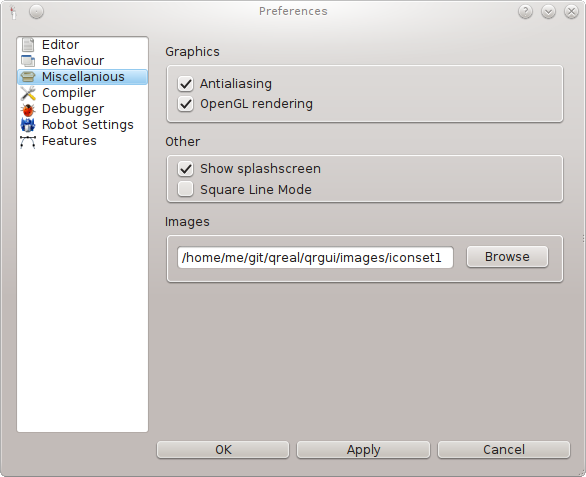 Preferences
Editor
Behaviour
Miscellanious
Compiler
Debugger
Robot Settings
Features
Graphics
Antialiasing
OpenGL rendering
Other
Show splashscreen
Square Line Mode
Images
/home/me/git/qreal/qrgui/images/iconset1
Browse
OK
Apply
Cancel